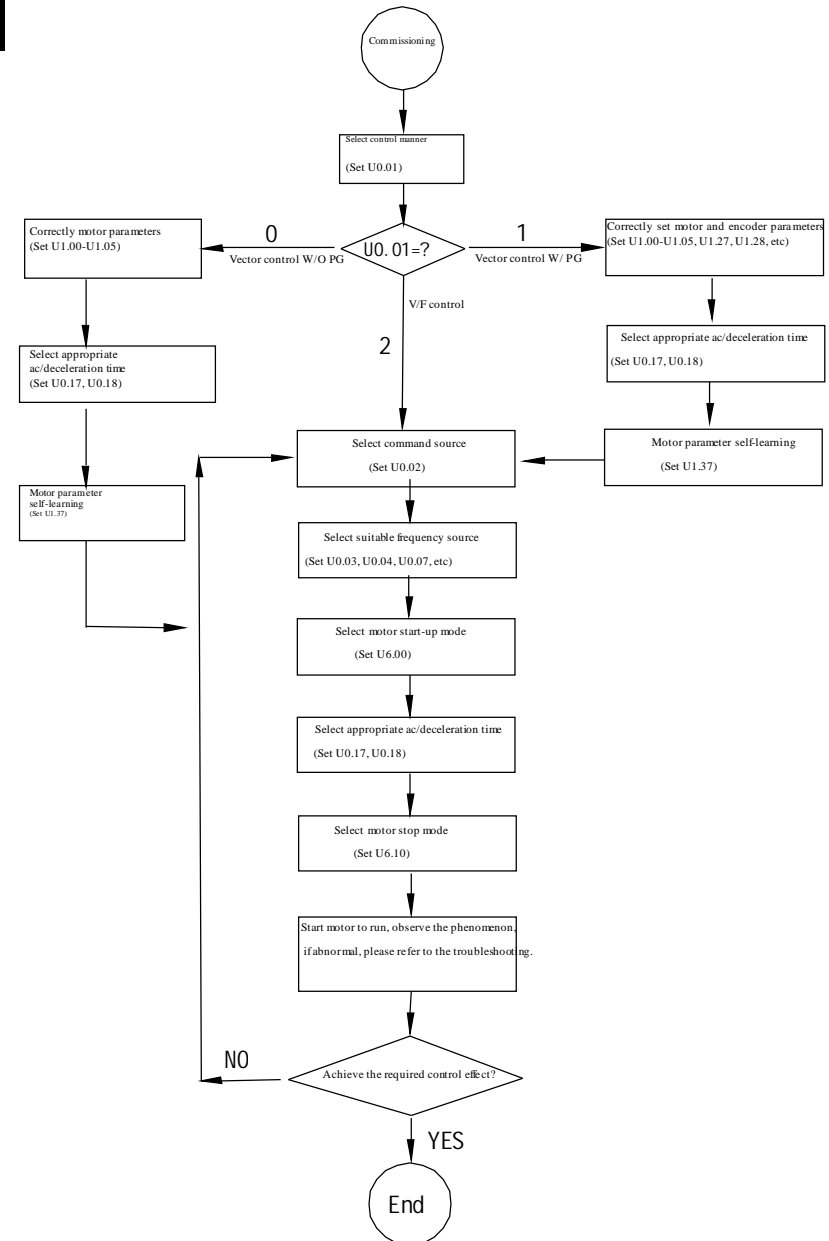 Commissioning
Select control manner
(Set U0.01)
U0.01=?
0
Vector control W/O PG
1
Vector control W/ PG
V/F control
2
Correctly motor parameters
(Set U1.00-U1.05)
Select appropriate
ac/deceleration time
(Set U0.17, U0.18)
Motor parameter
self-learning
(Set U1.37)
Correctly set motor and encoder parameters
(Set U1.00-U1.05, U1.27, U1.28, etc)
Select appropriate ac/deceleration time
(Set U0.17, U0.18)
Motor parameter self-learning
(Set U1.37)
Select command source
(Set U0.02)
Select suitable frequency source
(Set U0.03, U0.04, U0.07, etc)
Select motor start-up mode
(Set U6.00)
Select appropriate ac/deceleration time
(Set U0.17, U0.18)
Select motor stop mode
(Set U6.10)
Start motor to run, observe the phenomenon,
if abnormal, please refer to the troubleshooting.
Achieve the required control effect?
NO
YES
End